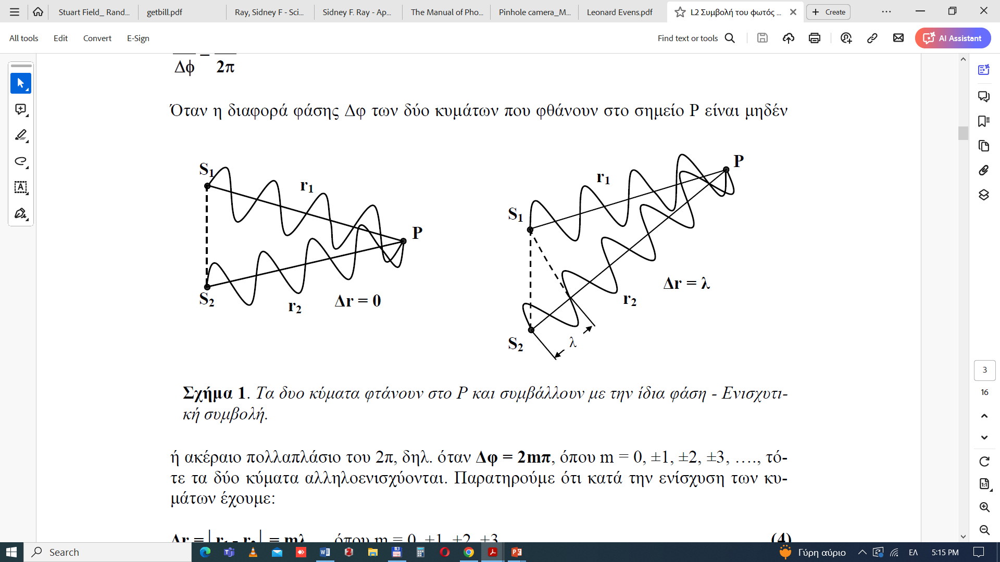 Stuart Field_ Rand...
getbill.pdf
Ray, Sidney F - Sci...
Sidney F. Ray - Ap...
The Manual of Pho...
Pinhole camera_M...
Leonard Evens.pdf
L2 Συμβολή του φωτός ...
Create
All tools
Edit
Convert
E-Sign
Find text or tools
AI Assistant
Δϕ = 2π
Όταν η διαφορά φάσης Δφ των δύο κυμάτων που φθάνουν στο σημείο P είναι μηδέν
S1
r1
P
S2
r2
Δr = 0
P
r1
S1
Δr = λ
r2
S2
λ
Σχήμα 1. Τα δυο κύματα φτάνουν στο P και συμβάλλουν με την ίδια φάση - Ενισχυτι-
κή συμβολή.
ή ακέραιο πολλαπλάσιο του 2π, δηλ. όταν Δφ = 2mπ, όπου m = 0, ±1, ±2, ±3, …., τό-
τε τα δύο κύματα αλληλοενισχύονται. Παρατηρούμε ότι κατά την ενίσχυση των κυ-
μάτων έχουμε:
Δr = | r1 - r2 | = mλ όπου m = 0, ±1, ±2, ±3 (4)
3
16
Search
Γύρη αύριο
ΕΛ
5:15 PM